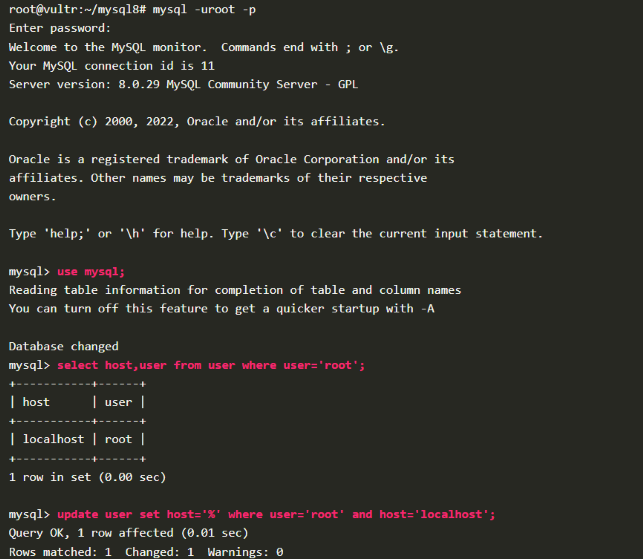 root@vultr:~/mysql8# mysql -uroot -p
Enter password:
Welcome to the MySQL monitor.  Commands end with ; or \g.
Your MySQL connection id is 11
Server version: 8.0.29 MySQL Community Server - GPL
Copyright (c) 2000, 2022, Oracle and/or its affiliates.
Oracle is a registered trademark of Oracle Corporation and/or its
affiliates. Other names may be trademarks of their respective
owners.
Type 'help;' or '\h' for help. Type '\c' to clear the current input statement.
mysql> use mysql;
Reading table information for completion of table and column names
You can turn off this feature to get a quicker startup with -A
Database changed
mysql> select host,user from user where user='root';
+-----------+------+
| host      | user |
+-----------+------+
| localhost | root |
+-----------+------+
1 row in set (0.00 sec)
mysql> update user set host='%' where user='root' and host='localhost';
Query OK, 1 row affected (0.01 sec)
Rows matched: 1  Changed: 1  Warnings: 0